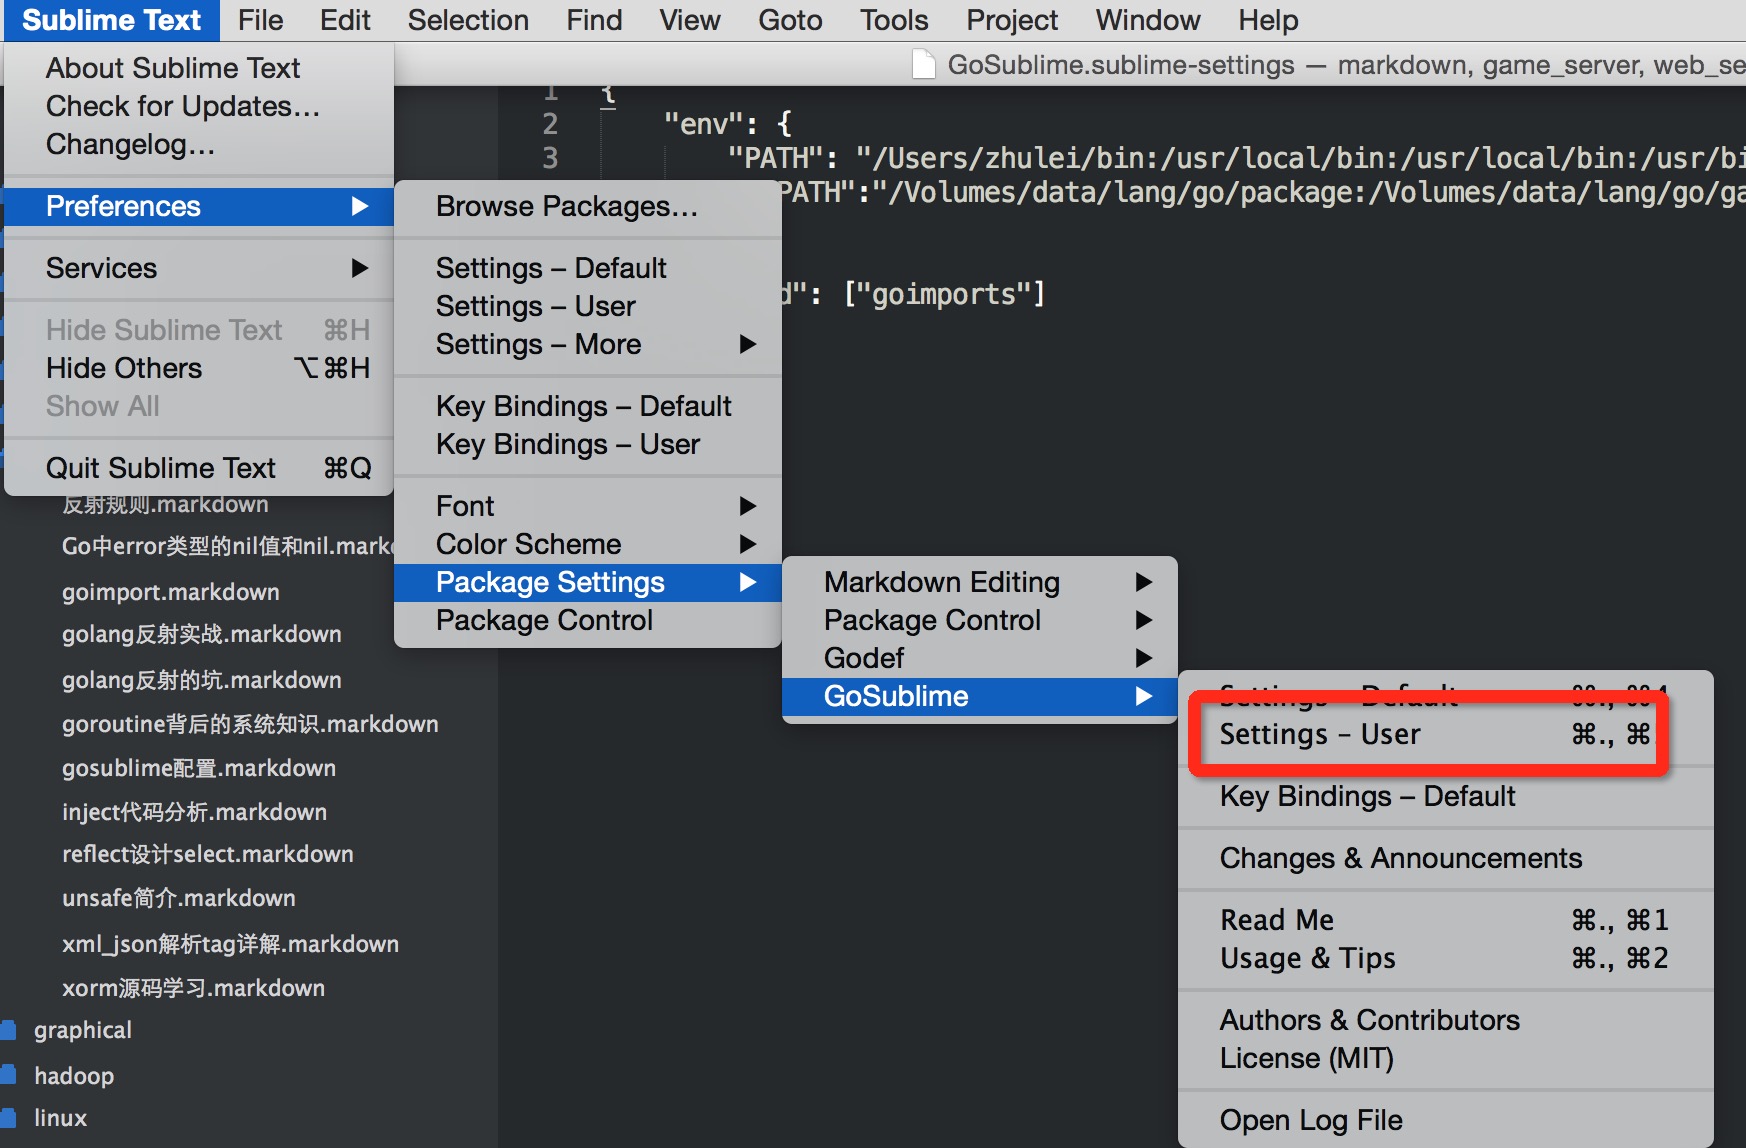 Sublime Text File Edit Selection Find View Goto Tools Project Window Help
GoSublime.sublime-settings — markdown, game_server, web_se
About Sublime Text
Check for Updates...
Changelog...
Preferences
Services
Hide Sublime Text ⌘H
Hide Others ⌥⌘H
Show All
Quit Sublime Text ⌘Q
Browse Packages...
Settings – Default
Settings – User
Settings – More
Key Bindings – Default
Key Bindings – User
Font
Color Scheme
Package Settings
Package Control
Markdown Editing
Package Control
Godef
GoSublime
Settings – Default ⌘., ⌘4
Settings – User ⌘., ⌘
Key Bindings – Default
Changes & Announcements
Read Me ⌘., ⌘1
Usage & Tips ⌘., ⌘2
Authors & Contributors
License (MIT)
Open Log File
1 {
2 "env": {
3 "PATH": "/Users/zhulei/bin:/usr/local/bin:/usr/local/bin:/usr/bi
PATH":"/Volumes/data/lang/go/package:/Volumes/data/lang/go/ga
d": ["goimports"]
反射规则.markdown
Go中error类型的nil值和nil.mark
goimport.markdown
golang反射实战.markdown
golang反射的坑.markdown
goroutine背后的系统知识.markdown
gosublime配置.markdown
inject代码分析.markdown
reflect设计select.markdown
unsafe简介.markdown
xml_json解析tag详解.markdown
xorm源码学习.markdown
graphical
hadoop
linux